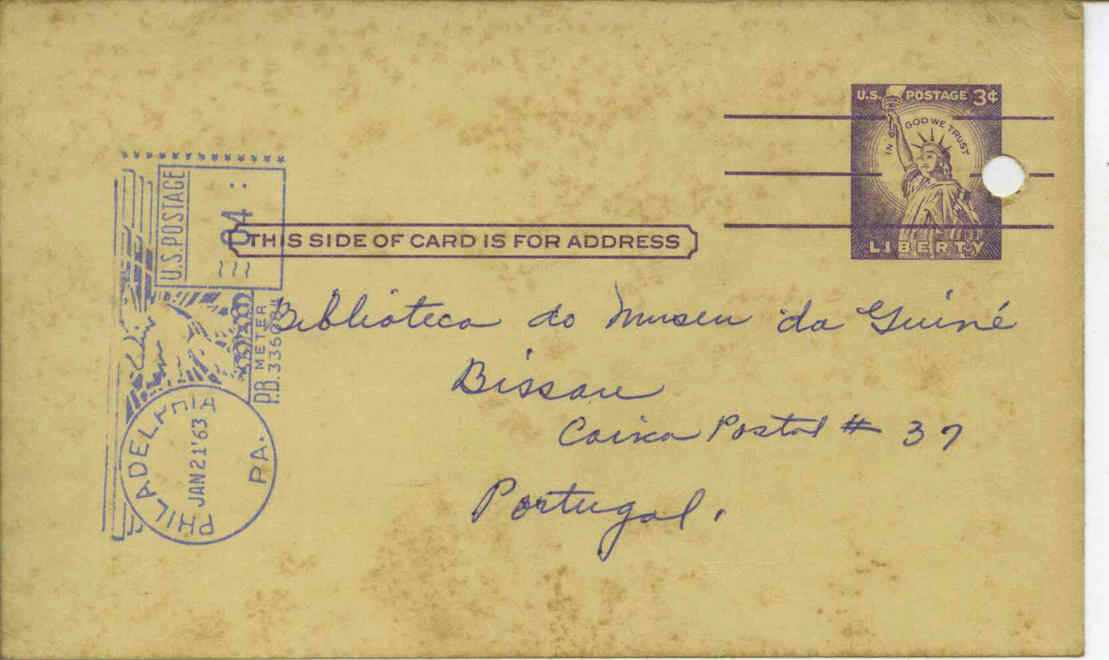 U.S. POSTAGE 3¢
IN GOD WE TRUST
LIBERTY
U.S. POSTAGE
04
P.B. METER
PHILADELPHIA
PA.
JAN 21 '63
THIS SIDE OF CARD IS FOR ADDRESS
Biblioteca do Museu da Guiné
Bissau
Caixa Postal # 37
Portugal.